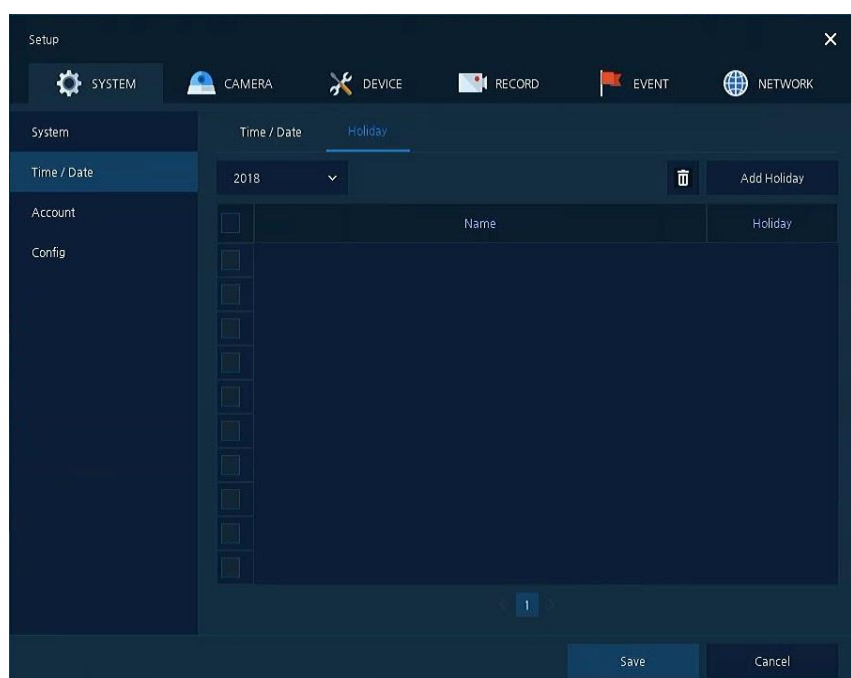 Setup
SYSTEM CAMERA DEVICE RECORD EVENT NETWORK
System
Time / Date
Account
Config
Time / Date Holiday
2018 Add Holiday
Name Holiday
1
Save Cancel